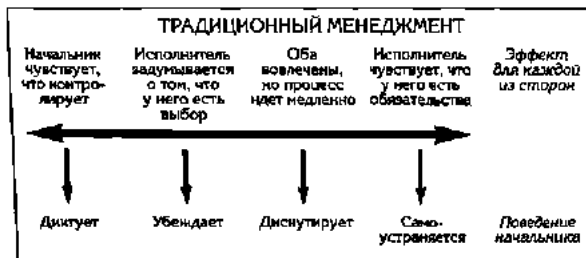 ТРАДИЦИОННЫЙ МЕНЕДЖМЕНТ
Начальник
чувствует,
что контро-
лирует
Исполнитель
задумывается
о том, что
у него есть
выбор
Оба
вовлечены,
но процесс
идет медленно
Исполнитель
чувствует, что
у него есть
обязательства
Эффект
для каждой
из сторон
Диктует
Убеждает
Дискутирует
Само-
устраняется
Поведение
начальника